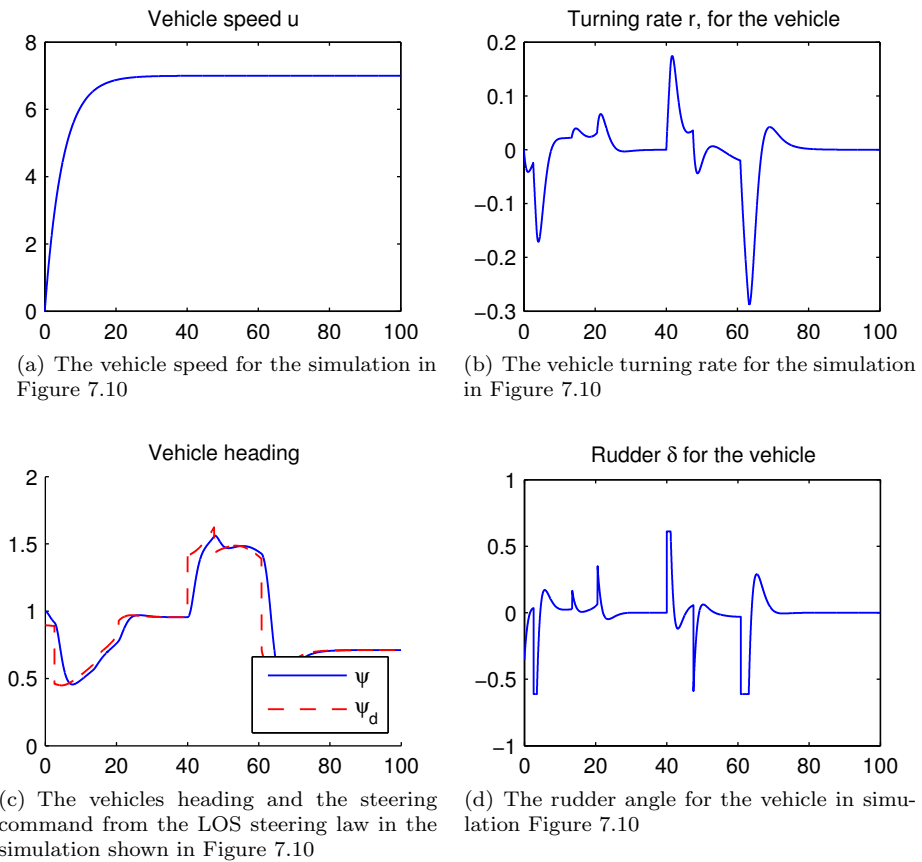 Vehicle speed u
8
6
4
2
0
0 20 40 60 80 100
(a) The vehicle speed for the simulation in
Figure 7.10
Turning rate r, for the vehicle
0.2
0.1
0
−0.1
−0.2
−0.3
0 20 40 60 80 100
(b) The vehicle turning rate for the simulation
in Figure 7.10
Vehicle heading
2
1.5
1
0.5
0
0 20 40 60 80 100
ψ
ψ_d
(c) The vehicles heading and the steering
command from the LOS steering law in the
simulation shown in Figure 7.10
Rudder δ for the vehicle
1
0.5
0
−0.5
−1
0 20 40 60 80 100
(d) The rudder angle for the vehicle in simu-
lation Figure 7.10